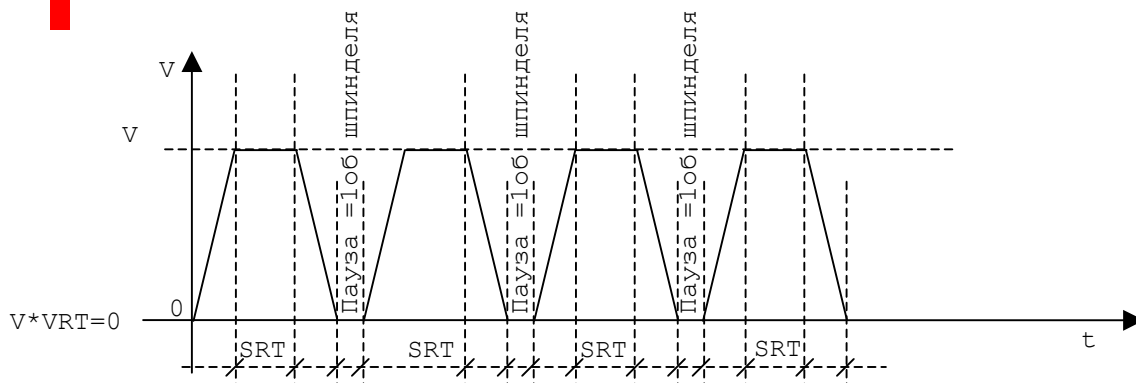 Пауза =1об шпинделя
Пауза =1об шпинделя
Пауза =1об шпинделя
V
V
0
V*VRT=0
t
SRT
SRT
SRT
SRT